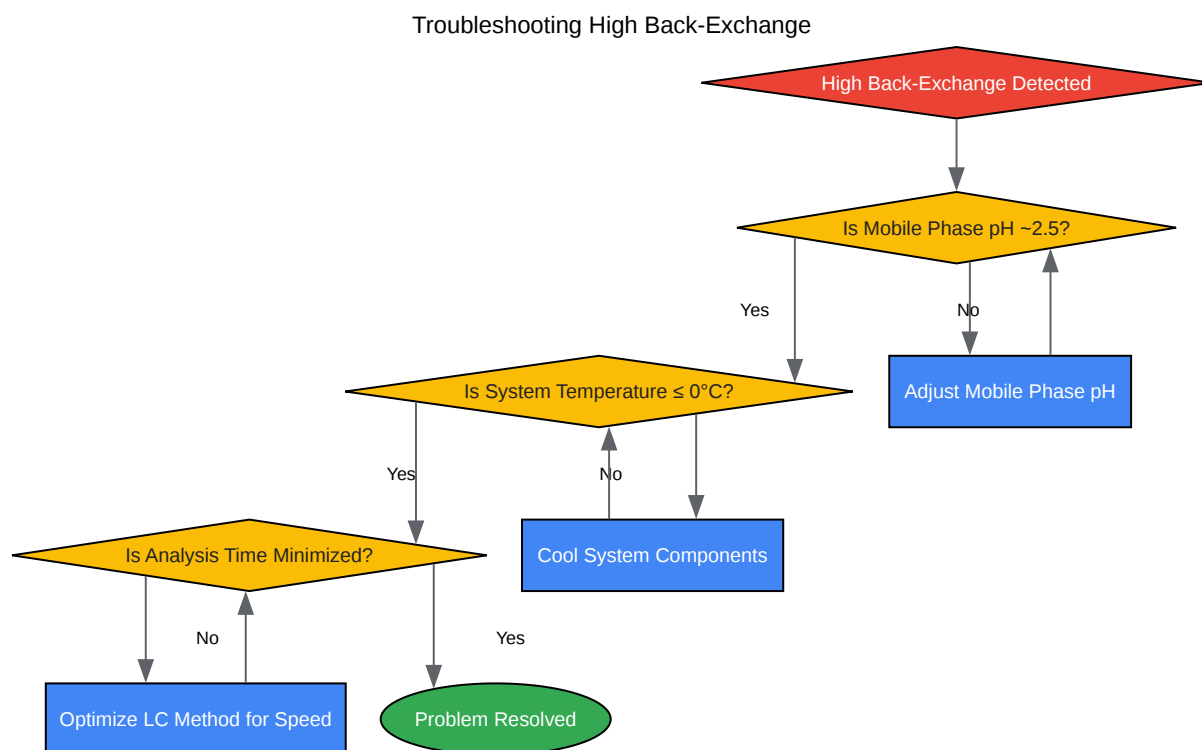 Troubleshooting High Back-Exchange
High Back-Exchange Detected
Is Mobile Phase pH ~2.5?
Yes
No
Is System Temperature ≤ 0°C?
Adjust Mobile Phase pH
Yes
No
Is Analysis Time Minimized?
Cool System Components
No
Yes
Optimize LC Method for Speed
Problem Resolved